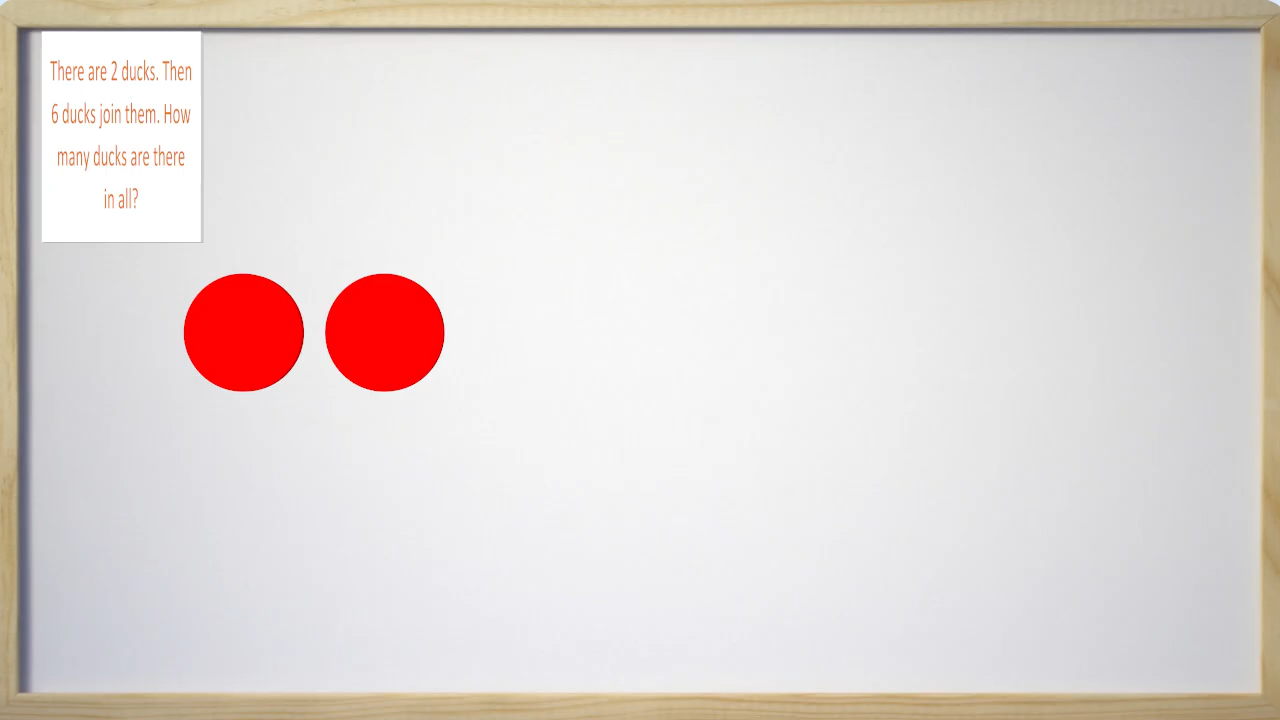 There are 2 ducks. Then
6 ducks join them. How
many ducks are there
in all?